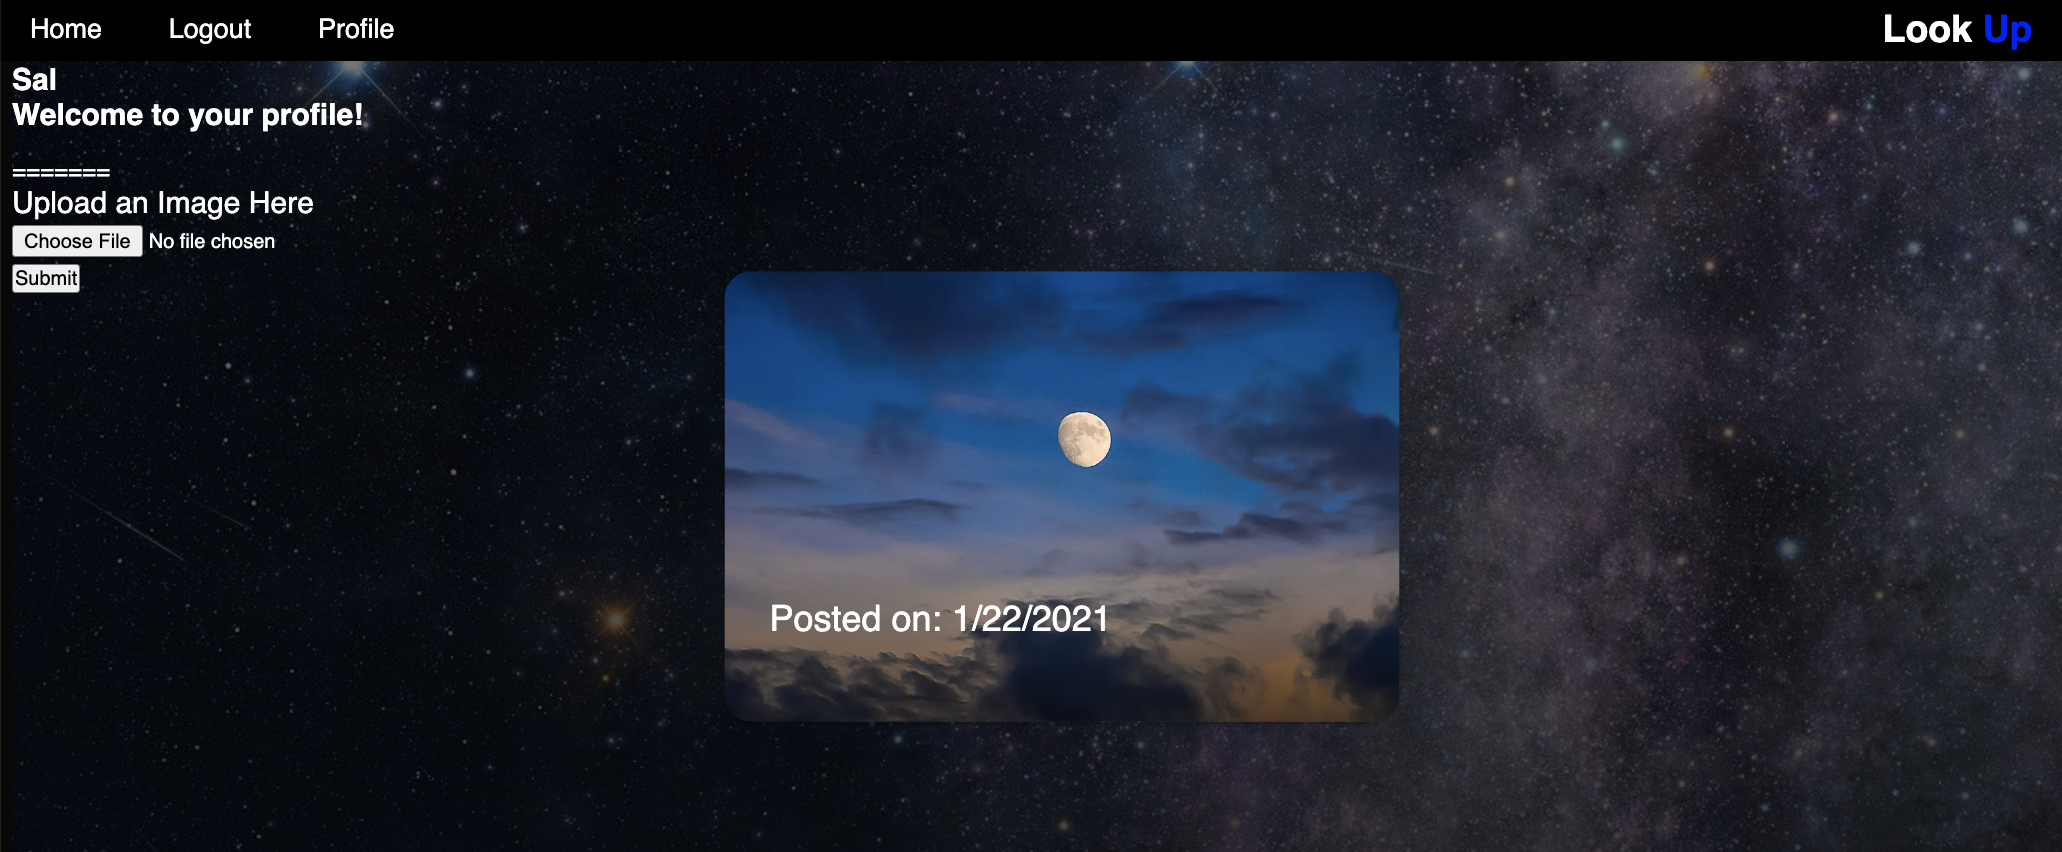 Home Logout Profile Look Up
Sal
Welcome to your profile!
=======
Upload an Image Here
Choose File No file chosen
Submit
Posted on: 1/22/2021